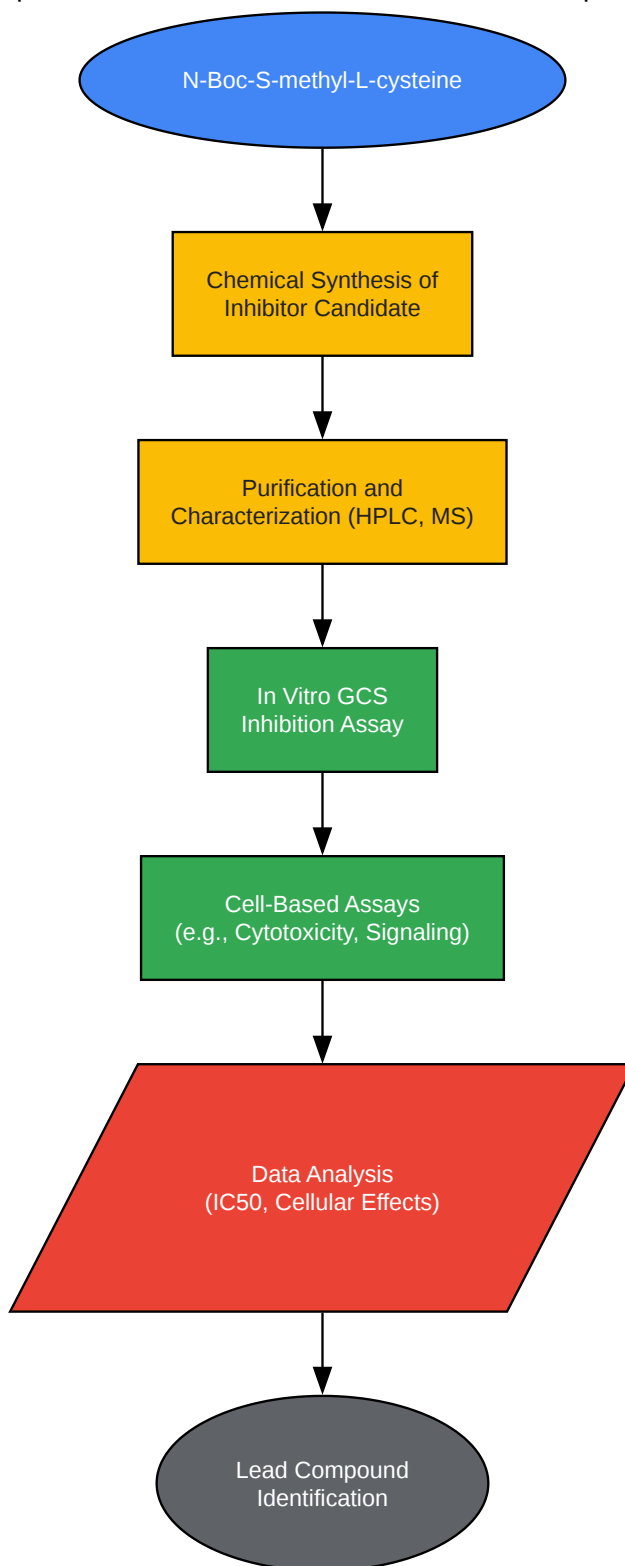 N-Boc-S-methyl-L-cysteine
Chemical Synthesis of
Inhibitor Candidate
Purification and
Characterization (HPLC, MS)
In Vitro GCS
Inhibition Assay
Cell-Based Assays
(e.g., Cytotoxicity, Signaling)
Data Analysis
(IC50, Cellular Effects)
Lead Compound
Identification